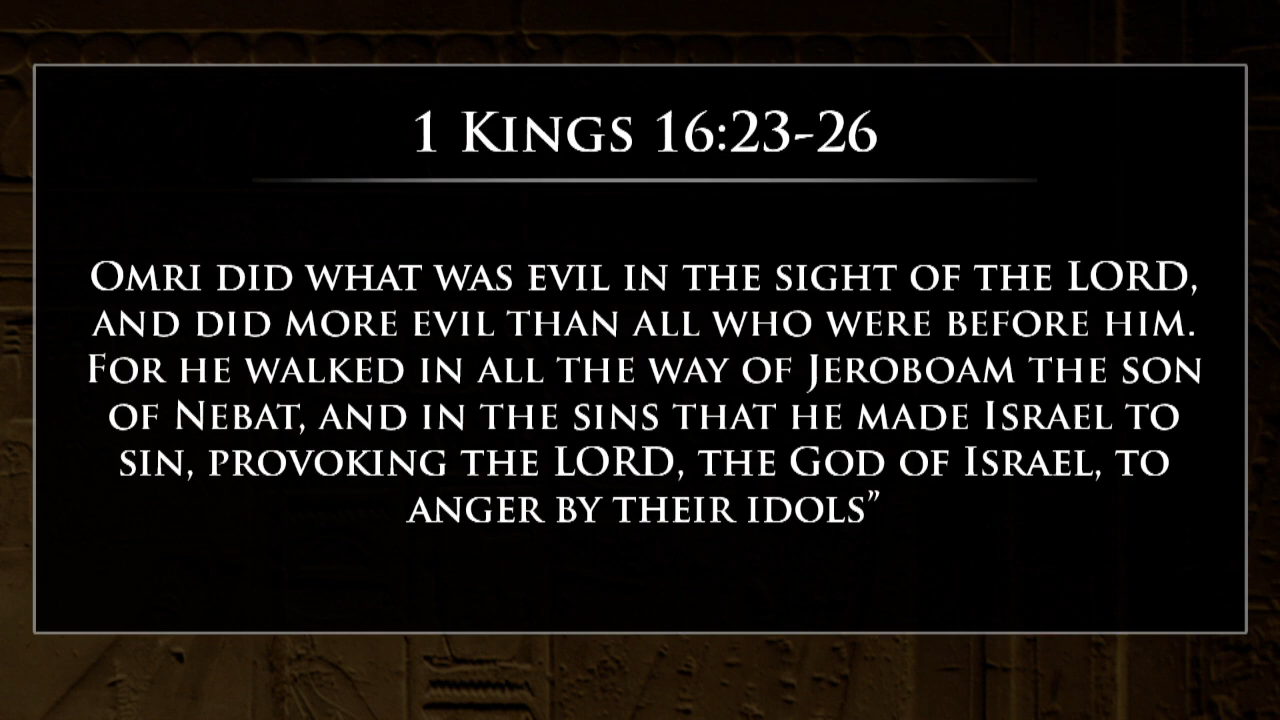 1 Kings 16:23-26
Omri did what was evil in the sight of the LORD,
and did more evil than all who were before him.
For he walked in all the way of Jeroboam the son
of Nebat, and in the sins that he made Israel to
sin, provoking the LORD, the God of Israel, to
anger by their idols”